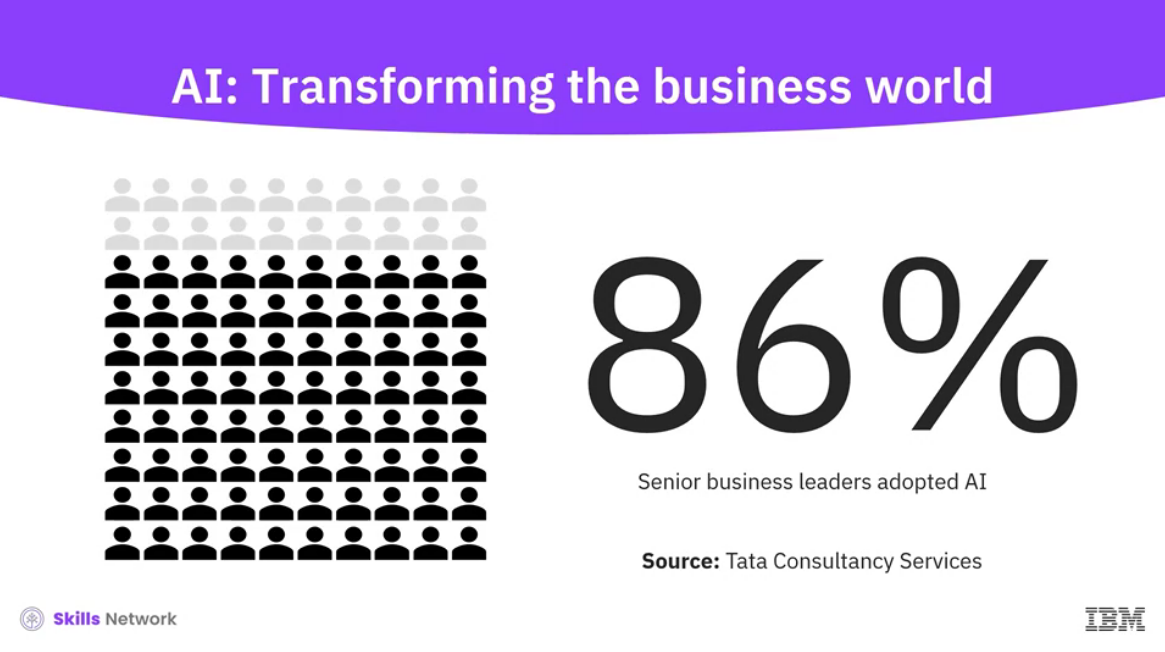 AI: Transforming the business world
86%
Senior business leaders adopted AI
Source: Tata Consultancy Services
Skills Network
IBM